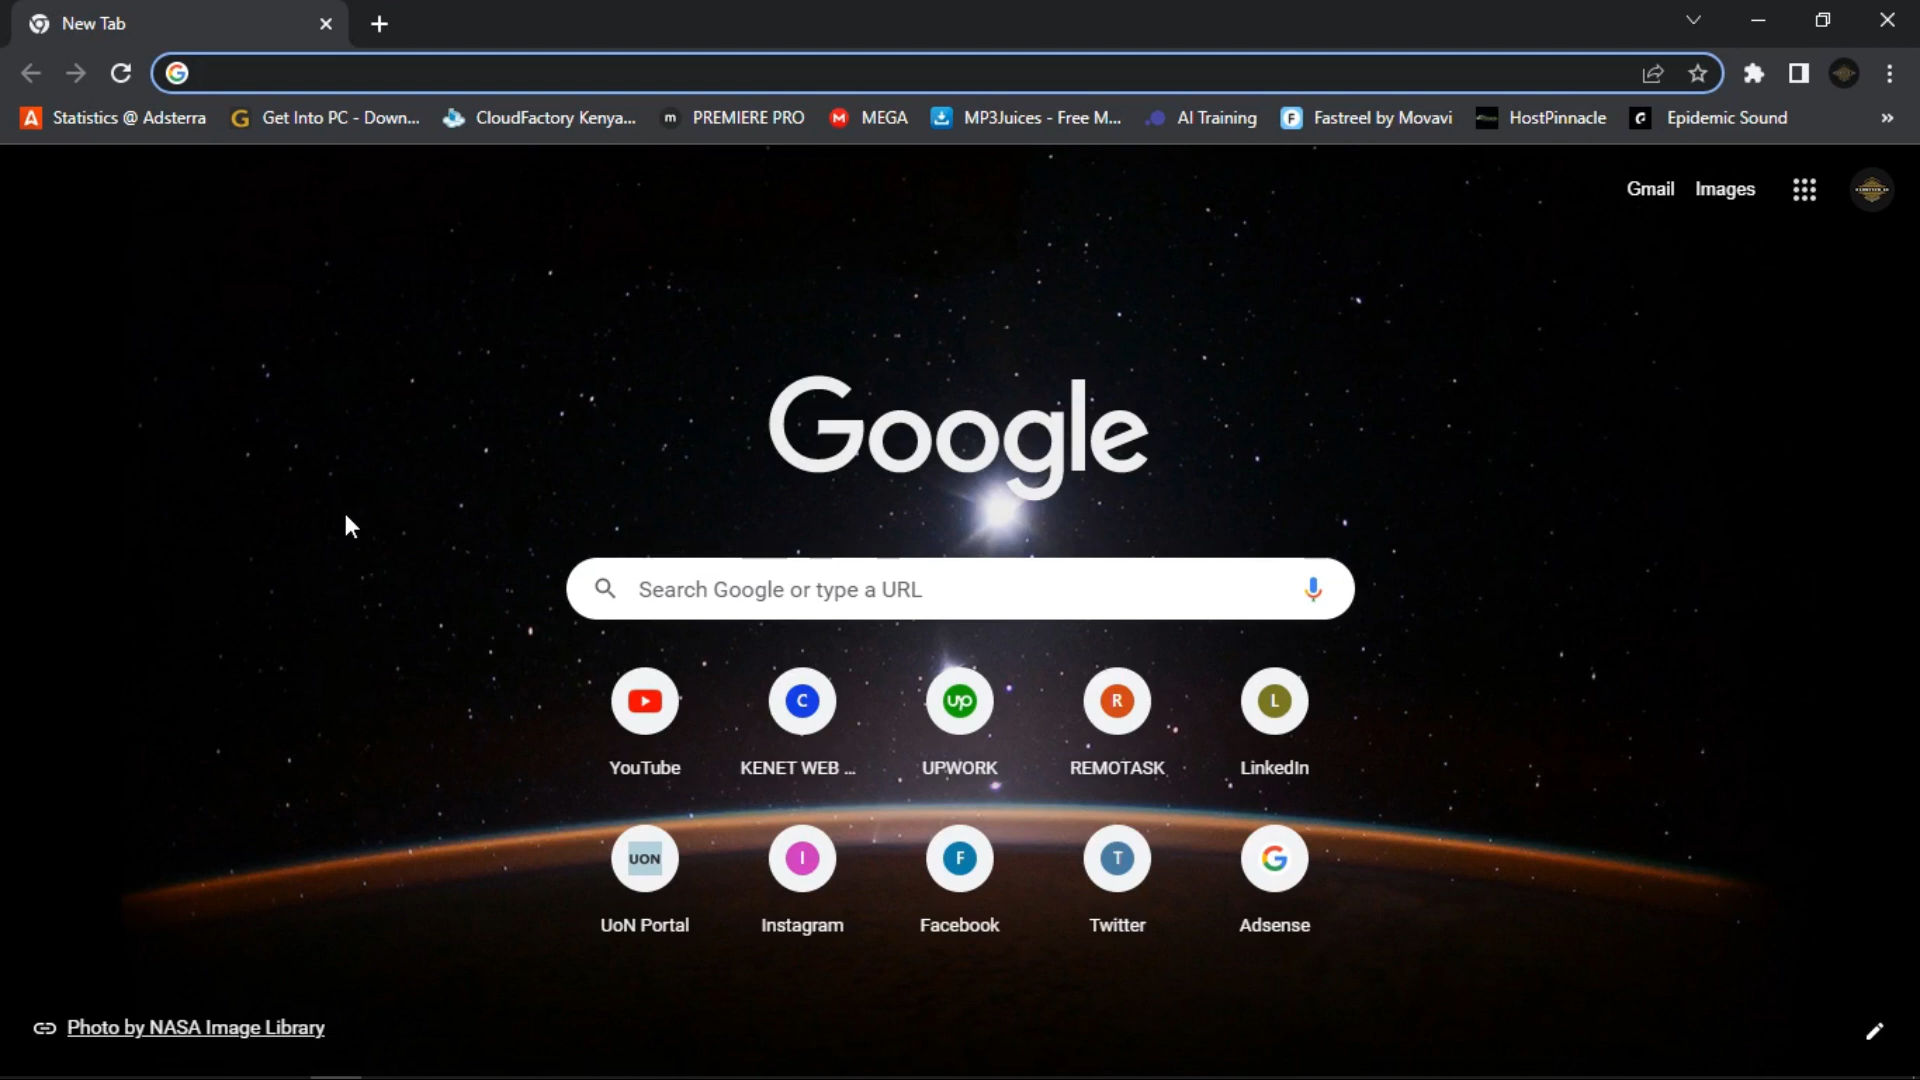 New Tab
A Statistics @ Adsterra G Get Into PC - Down... CloudFactory Kenya... m PREMIERE PRO M MEGA MP3Juices - Free M... AI Training F Fastreel by Movavi HostPinnacle Epidemic Sound »
Gmail Images
Google
Search Google or type a URL
C up R L
YouTube KENET WEB ... UPWORK REMOTASK LinkedIn
UON I F T G
UoN Portal Instagram Facebook Twitter Adsense
Photo by NASA Image Library